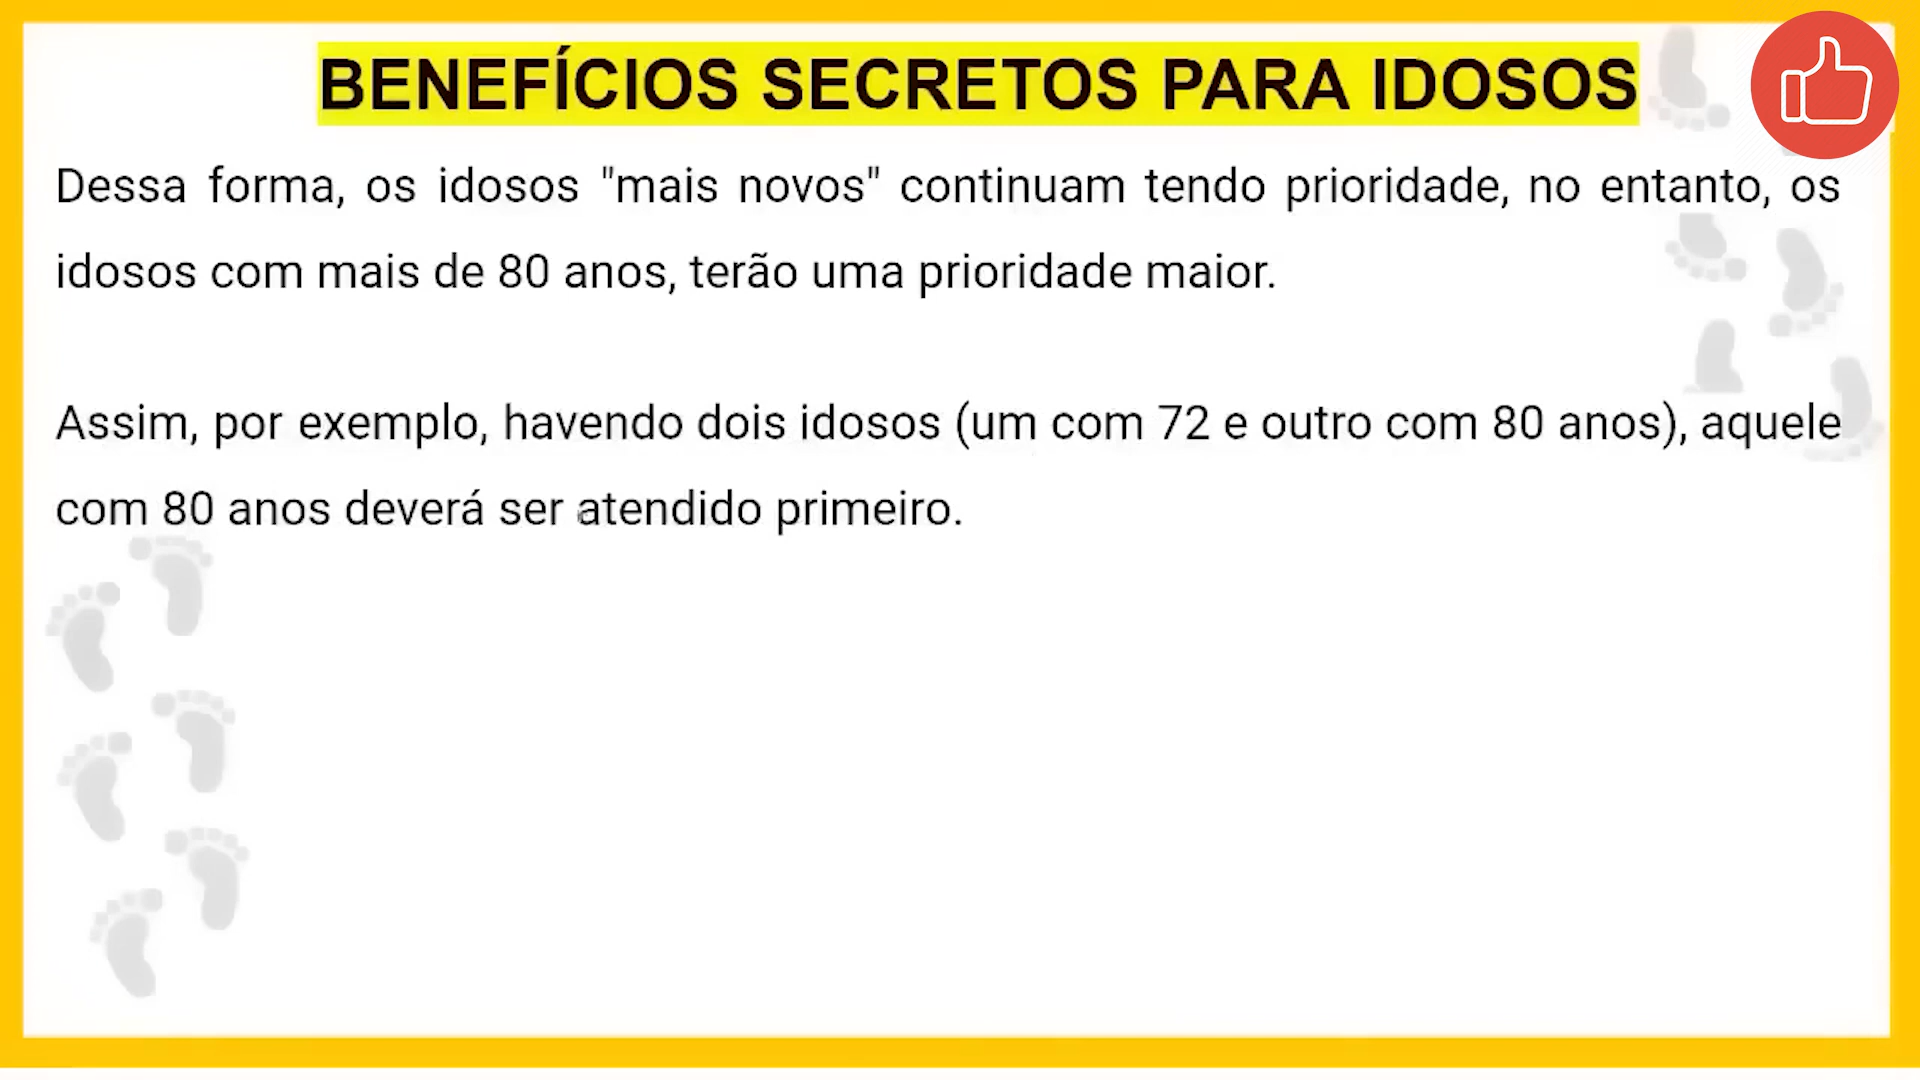 BENEFÍCIOS SECRETOS PARA IDOSOS
Dessa forma, os idosos "mais novos" continuam tendo prioridade, no entanto, os
idosos com mais de 80 anos, terão uma prioridade maior.
Assim, por exemplo, havendo dois idosos (um com 72 e outro com 80 anos), aquele
com 80 anos deverá ser atendido primeiro.